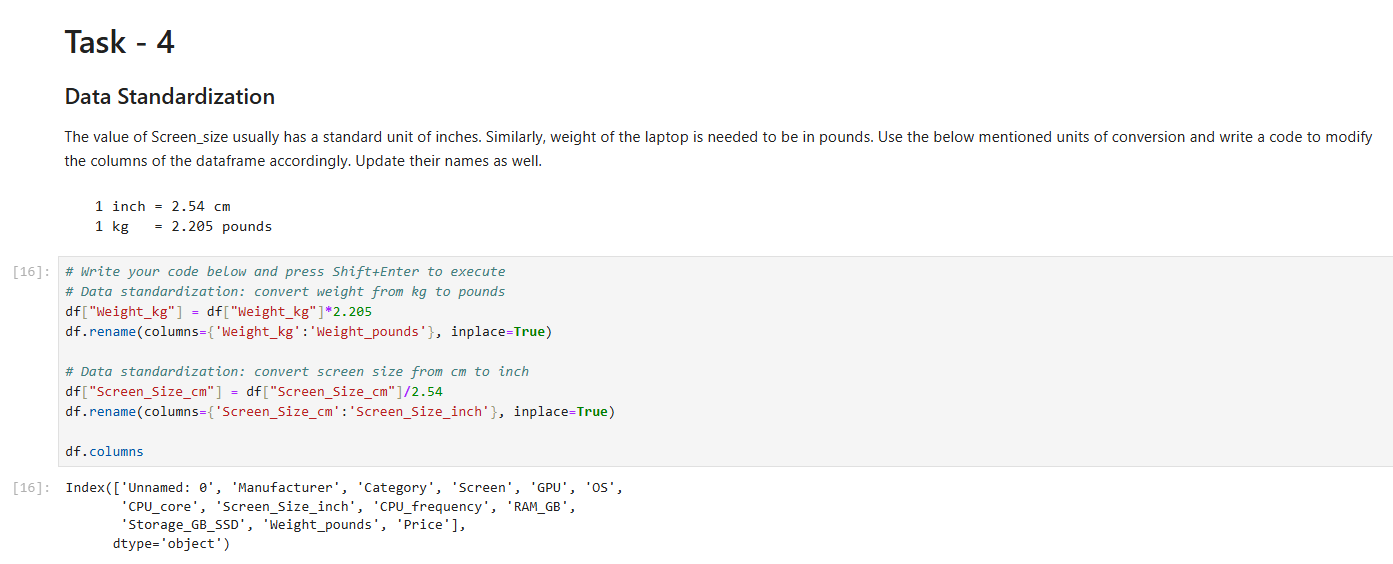 Task - 4
Data Standardization
The value of Screen_size usually has a standard unit of inches. Similarly, weight of the laptop is needed to be in pounds. Use the below mentioned units of conversion and write a code to modify
the columns of the dataframe accordingly. Update their names as well.
1 inch = 2.54 cm
1 kg   = 2.205 pounds
[16]: # Write your code below and press Shift+Enter to execute
# Data standardization: convert weight from kg to pounds
df["Weight_kg"] = df["Weight_kg"]*2.205
df.rename(columns={'Weight_kg':'Weight_pounds'}, inplace=True)
# Data standardization: convert screen size from cm to inch
df["Screen_Size_cm"] = df["Screen_Size_cm"]/2.54
df.rename(columns={'Screen_Size_cm':'Screen_Size_inch'}, inplace=True)
df.columns
[16]: Index(['Unnamed: 0', 'Manufacturer', 'Category', 'Screen', 'GPU', 'OS',
'CPU_core', 'Screen_Size_inch', 'CPU_frequency', 'RAM_GB',
'Storage_GB_SSD', 'Weight_pounds', 'Price'],
dtype='object')